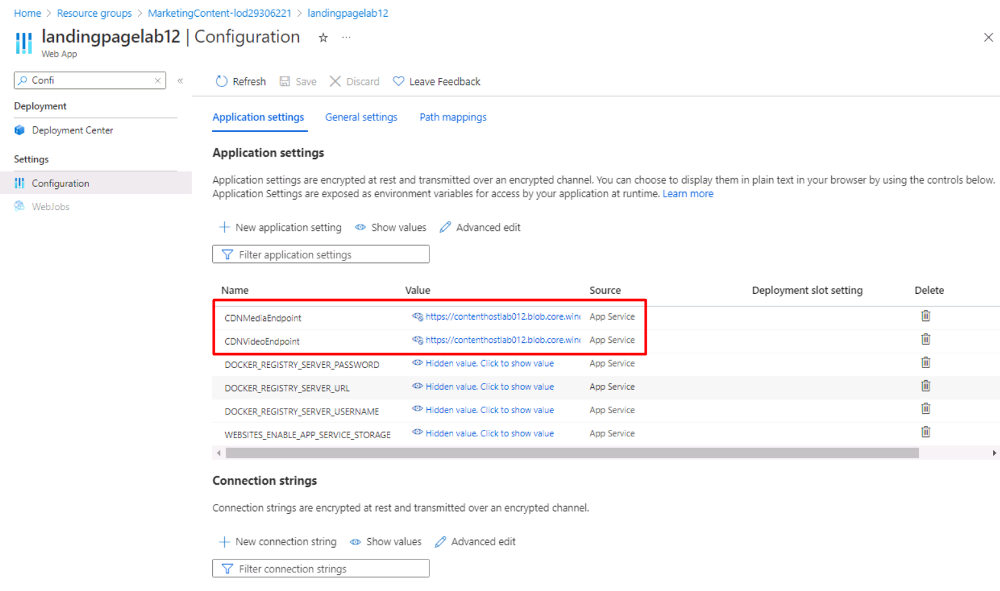 Home > Resource groups > MarketingContent-lod29306221 > landingpagelab12
landingpagelab12 | Configuration
Web App
Confi
Refresh Save Discard Leave Feedback
Deployment
Deployment Center
Settings
Configuration
WebJobs
Application settings General settings Path mappings
Application settings
Application settings are encrypted at rest and transmitted over an encrypted channel. You can choose to display them in plain text in your browser by using the controls below.
Application Settings are exposed as environment variables for access by your application at runtime. Learn more
New application setting Show values Advanced edit
Filter application settings
Name Value Source Deployment slot setting Delete
CDNMediaEndpoint https://contenthostlab012.blob.core.win App Service
CDNVideoEndpoint https://contenthostlab012.blob.core.win App Service
DOCKER_REGISTRY_SERVER_PASSWORD Hidden value. Click to show value App Service
DOCKER_REGISTRY_SERVER_URL Hidden value. Click to show value App Service
DOCKER_REGISTRY_SERVER_USERNAME Hidden value. Click to show value App Service
WEBSITES_ENABLE_APP_SERVICE_STORAGE Hidden value. Click to show value App Service
Connection strings
Connection strings are encrypted at rest and transmitted over an encrypted channel.
New connection string Show values Advanced edit
Filter connection strings